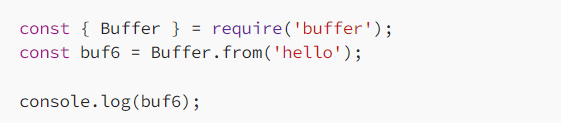 const { Buffer } = require('buffer');
const buf6 = Buffer.from('hello');
console.log(buf6);